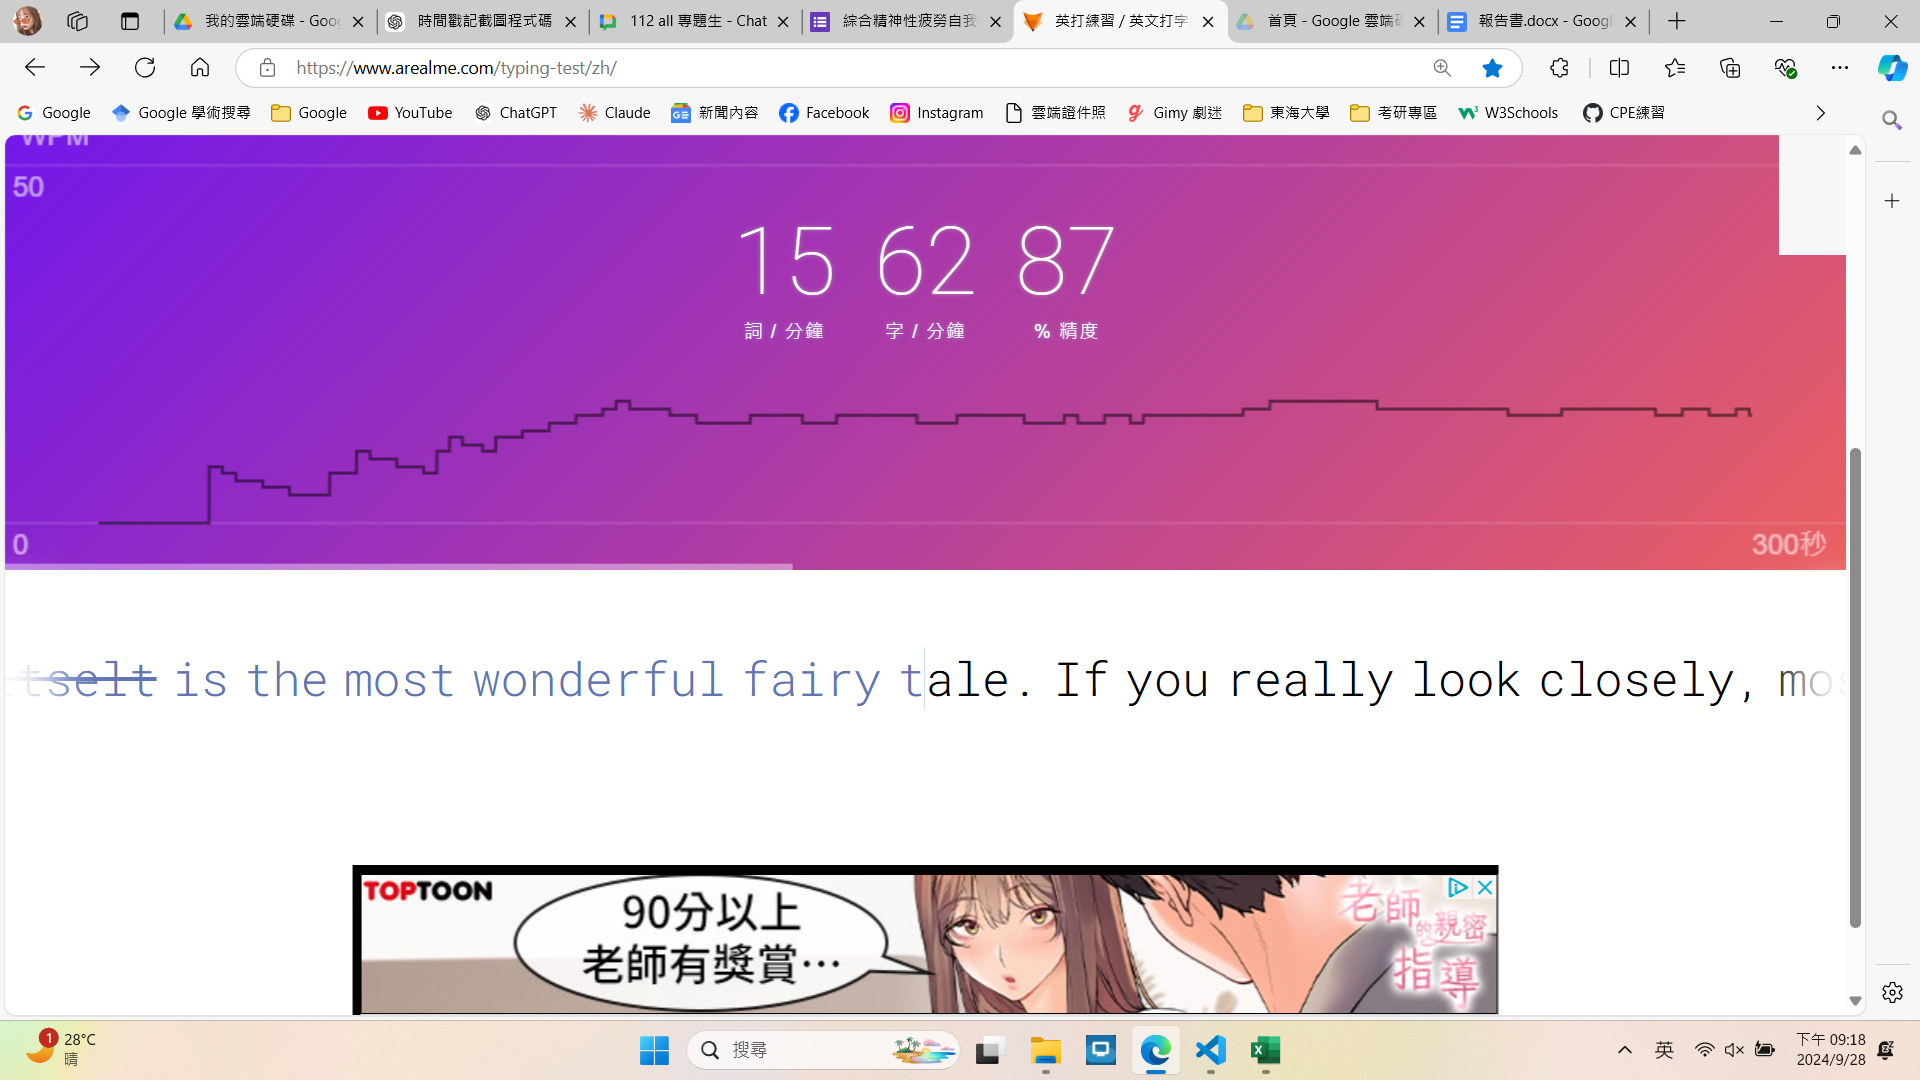 我的雲端硬碟 - Goog
時間戳記截圖程式碼
112 all 專題生 - Chat
綜合精神性疲勞自我
英打練習 / 英文打字
首頁 - Google 雲端硬
報告書.docx - Googl
https://www.arealme.com/typing-test/zh/
Google
Google 學術搜尋
Google
YouTube
ChatGPT
Claude
新聞內容
Facebook
Instagram
雲端證件照
Gimy 劇迷
東海大學
考研專區
W3Schools
CPE練習
WPM
50
15 62 87
詞 / 分鐘 字 / 分鐘 % 精度
0 300秒
tselt is the most wonderful fairy tale. If you really look closely, mos
TOPTOON
90分以上
老師有獎賞…
老師的親密指導
1
28°C
晴
搜尋
英
下午 09:18
2024/9/28